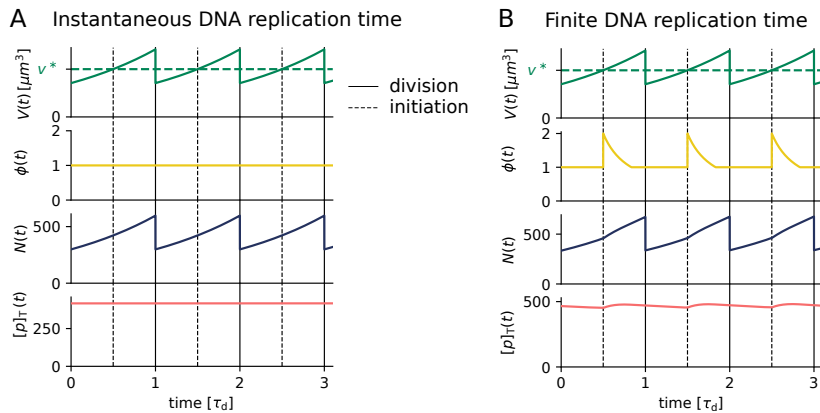 A Instantaneous DNA replication time
V(t) [μm³]
v*
0
ϕ(t)
2
1
0
N(t)
500
0
[p]_T(t)
250
0
0 1 2 3
time [τ_d]
division
initiation
B Finite DNA replication time
V(t) [μm³]
v*
0
ϕ(t)
2
1
0
N(t)
500
0
[p]_T(t)
500
0
0 1 2 3
time [τ_d]